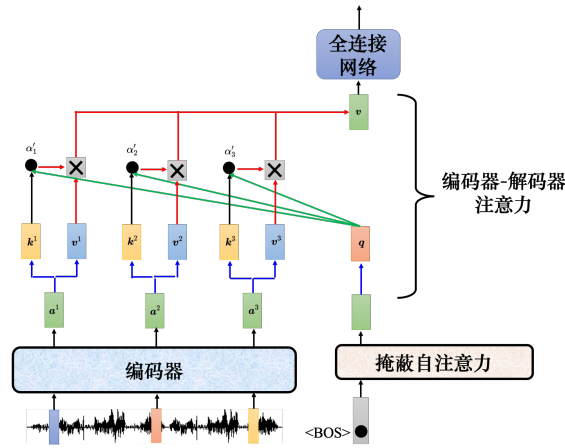 全连接
网络
v
α′₁
α′₂
α′₃
编码器-解码器
注意力
k¹
v¹
k²
v²
k³
v³
q
a¹
a²
a³
编码器
掩蔽自注意力
<BOS>